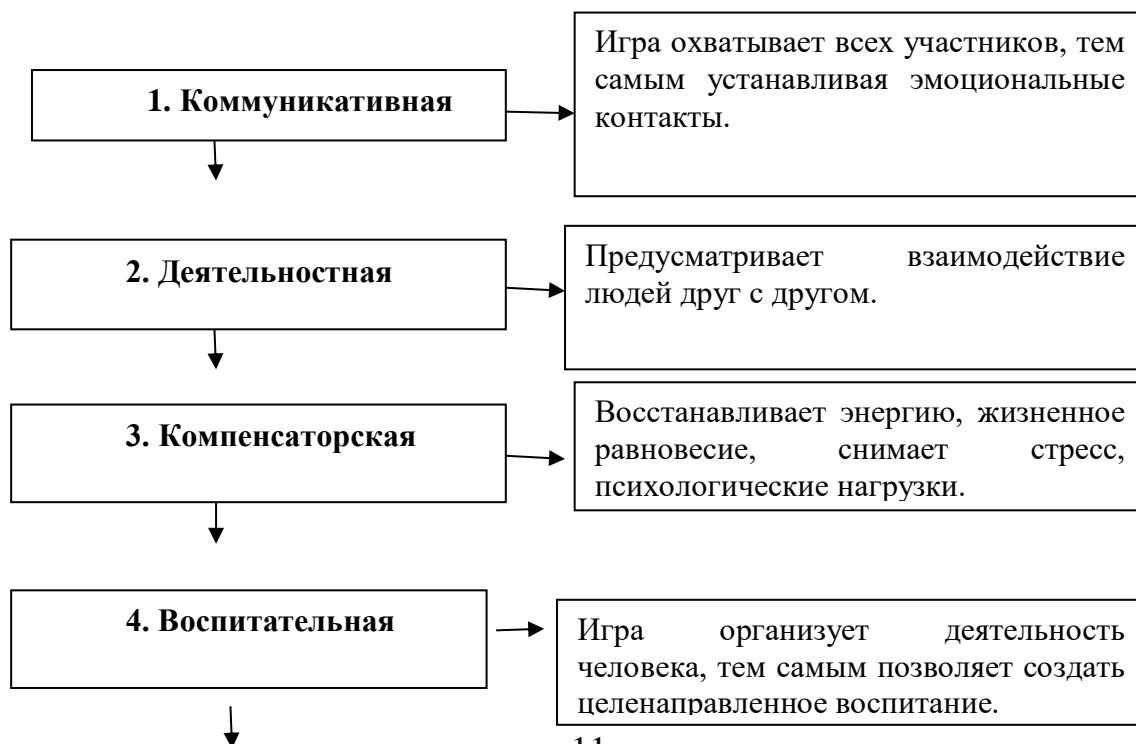 1. Коммуникативная
Игра охватывает всех участников, тем
самым устанавливая эмоциональные
контакты.
2. Деятельностная
Предусматривает взаимодействие
людей друг с другом.
3. Компенсаторская
Восстанавливает энергию, жизненное
равновесие, снимает стресс,
психологические нагрузки.
4. Воспитательная
Игра организует деятельность
человека, тем самым позволяет создать
целенаправленное воспитание.
11